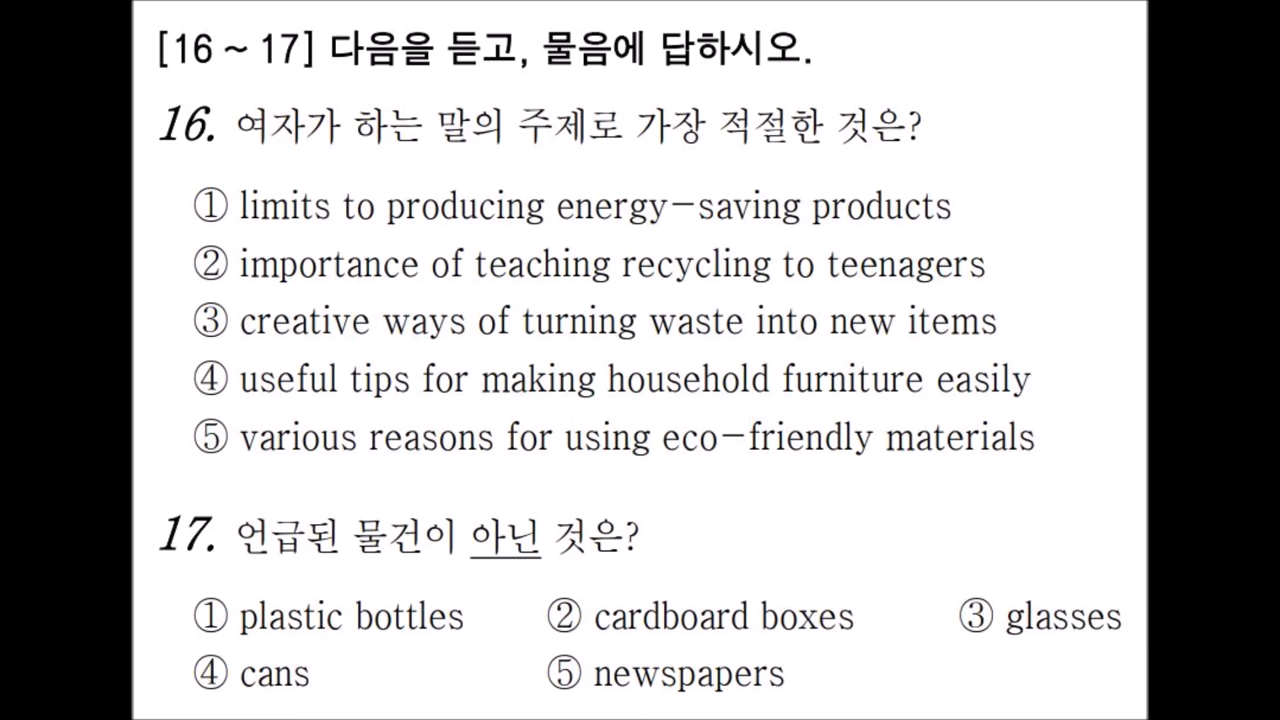 [16 ~ 17] 다음을 듣고, 물음에 답하시오.
16. 여자가 하는 말의 주제로 가장 적절한 것은?
① limits to producing energy-saving products
② importance of teaching recycling to teenagers
③ creative ways of turning waste into new items
④ useful tips for making household furniture easily
⑤ various reasons for using eco-friendly materials
17. 언급된 물건이 아닌 것은?
① plastic bottles ② cardboard boxes ③ glasses
④ cans ⑤ newspapers